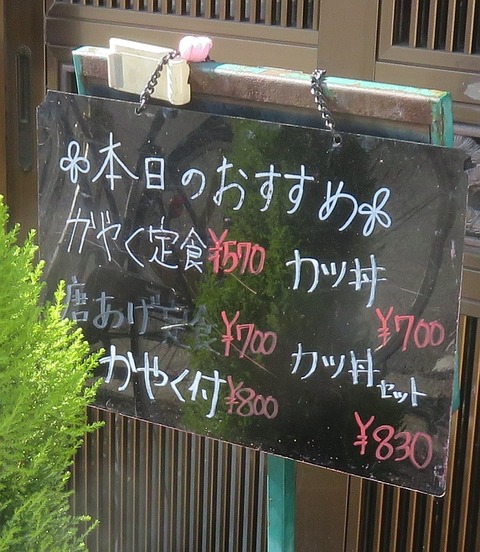 本日のおすすめ
かやく定食 ¥570
唐あげ定食 ¥700
かやく付 ¥800
カツ丼
¥700
カツ丼セット
¥830